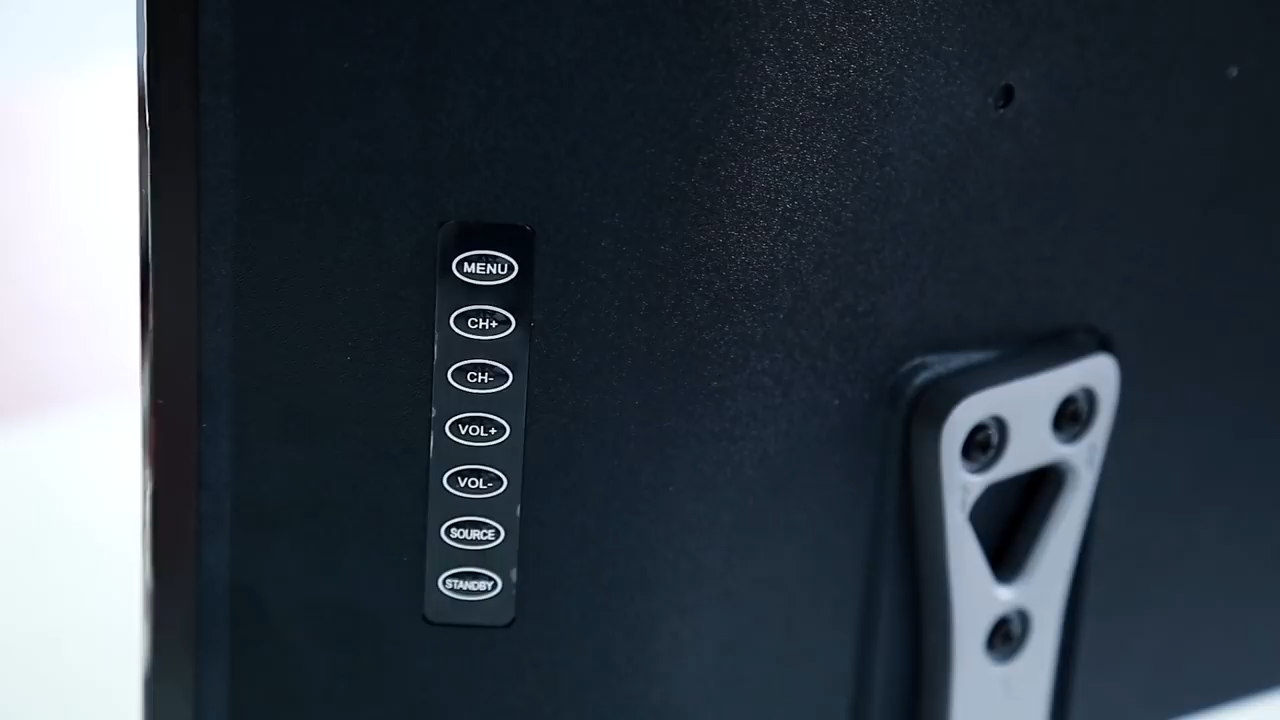 MENU
CH+
CH-
VOL+
VOL-
SOURCE
STANDBY